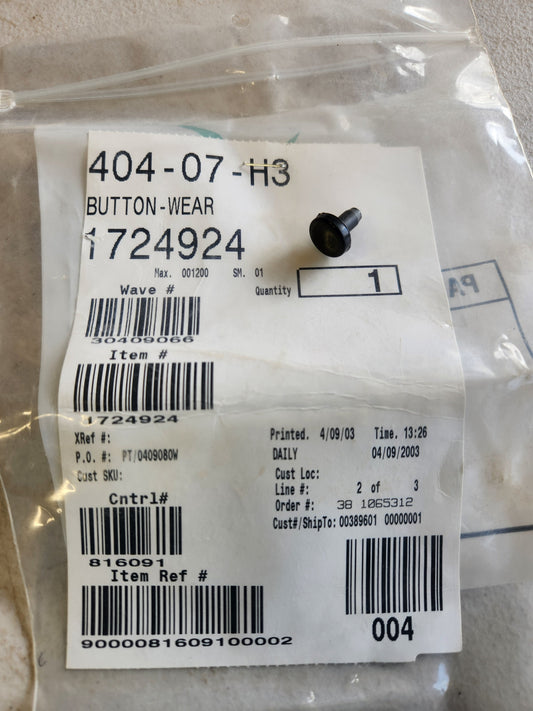 404-07-H3
BUTTON-WEAR
1724924
Max. 001200 SM. 01
Wave #
Quantity 1
30409066
Item #
1724924
XRef #:
Printed. 4/09/03 Time. 13:26
P.O. #: PT/0409080W
DAILY 04/09/2003
Cust SKU:
Cust Loc:
Line #: 2 of 3
Cntrl#
Order #: 38 1065312
Cust#/ShipTo: 00389601 00000001
816091
Item Ref #
9000081609100002
004
PA